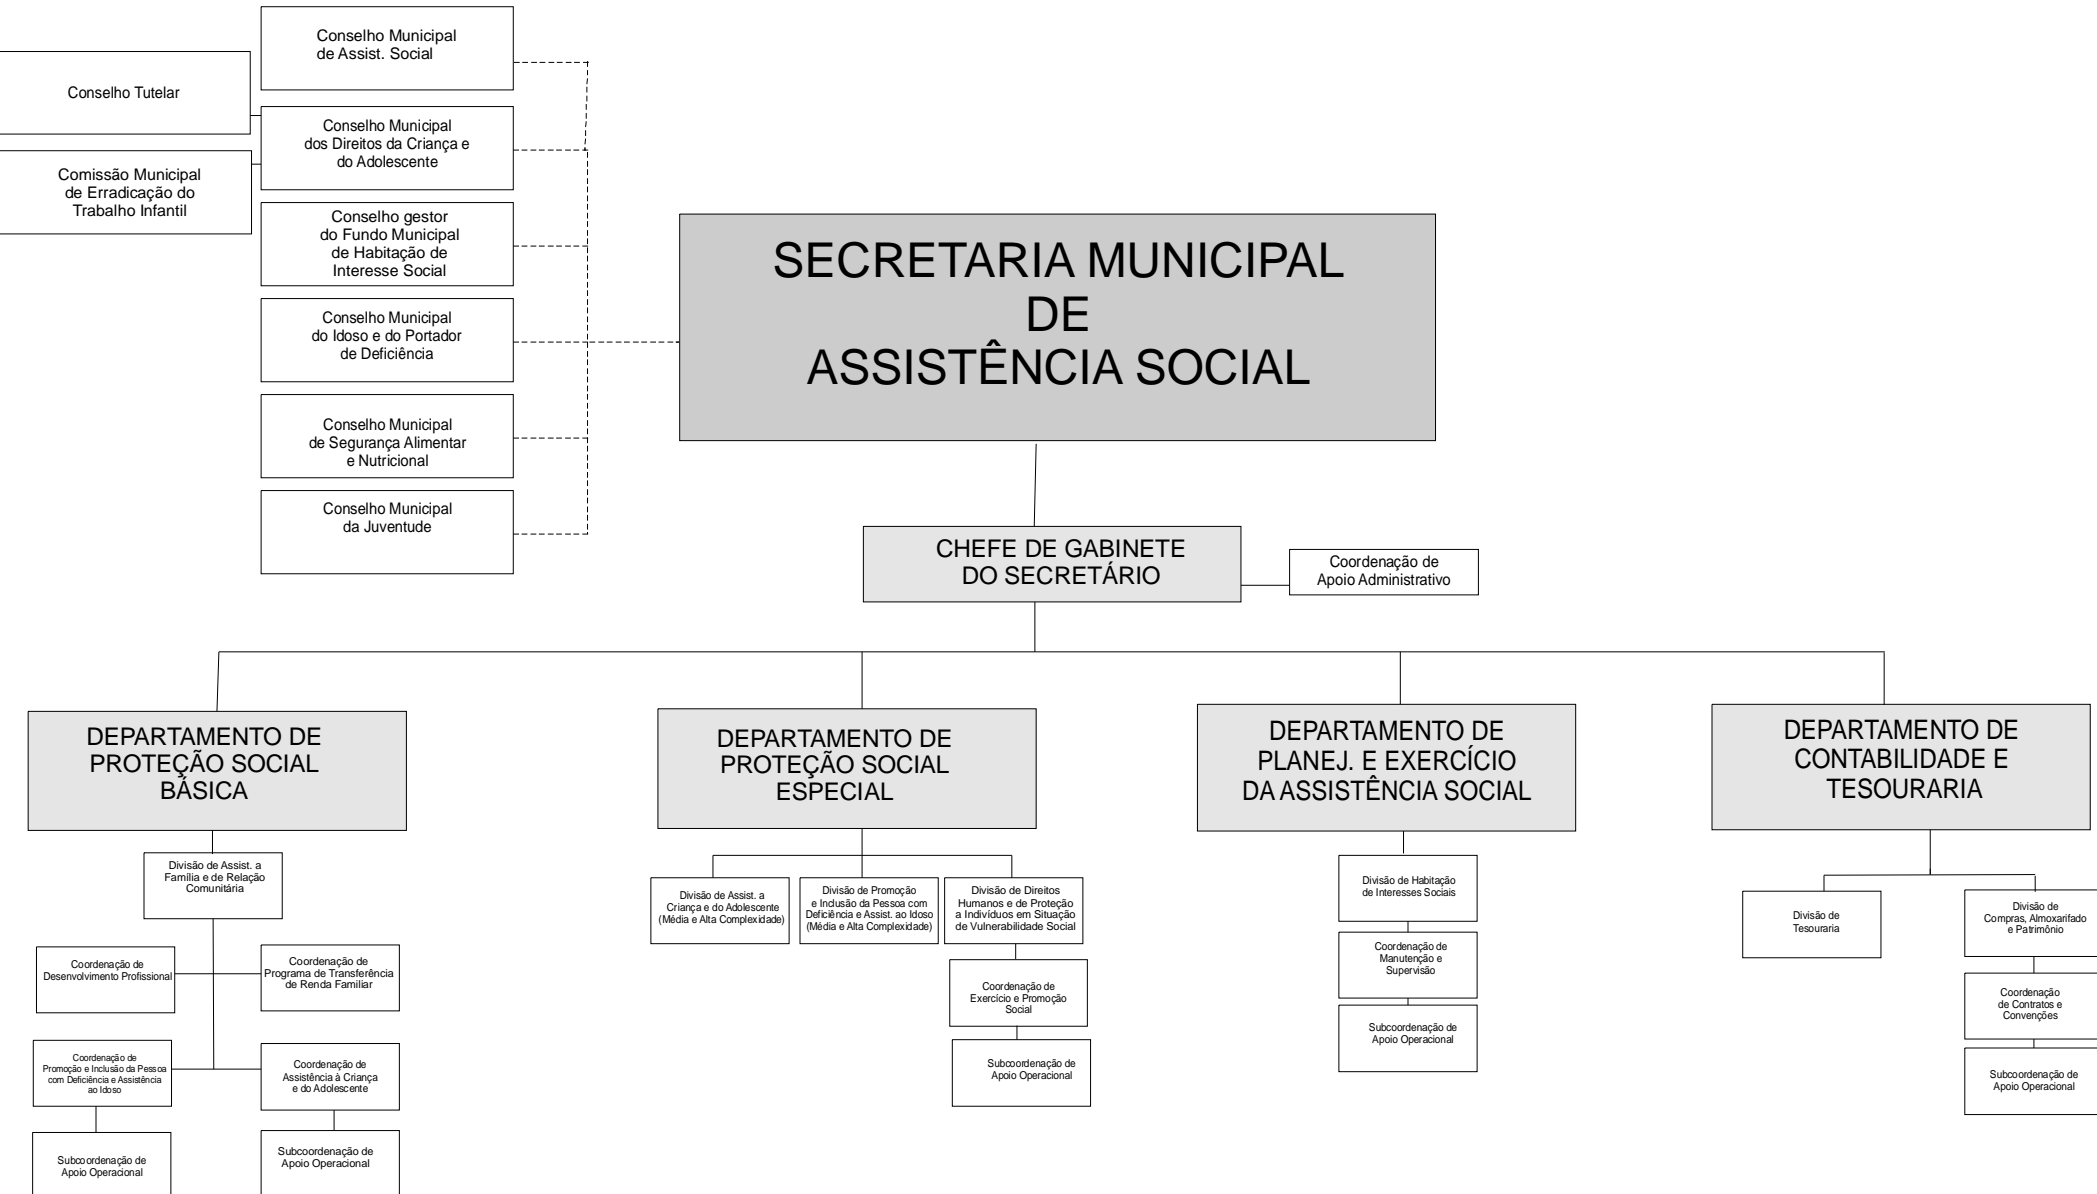 Conselho Municipal
de Assist. Social
Conselho Tutelar
Conselho Municipal
dos Direitos da Criança e
do Adolescente
Comissão Municipal
de Erradicação do
Trabalho Infantil
Conselho gestor
do Fundo Municipal
de Habitação de
Interesse Social
Conselho Municipal
do Idoso e do Portador
de Deficiência
Conselho Municipal
de Segurança Alimentar
e Nutricional
Conselho Municipal
da Juventude
SECRETARIA MUNICIPAL
DE
ASSISTÊNCIA SOCIAL
CHEFE DE GABINETE
DO SECRETÁRIO
Coordenação de
Apoio Administrativo
DEPARTAMENTO DE
PROTEÇÃO SOCIAL
BÁSICA
DEPARTAMENTO DE
PROTEÇÃO SOCIAL
ESPECIAL
DEPARTAMENTO DE
PLANEJ. E EXERCÍCIO
DA ASSISTÊNCIA SOCIAL
DEPARTAMENTO DE
CONTABILIDADE E
TESOURARIA
Divisão de Assist. a
Família e de Relação
Comunitária
Coordenação de
Desenvolvimento Profissional
Coordenação de
Programa de Transferência
de Renda Familiar
Coordenação de
Promoção e Inclusão da Pessoa
com Deficiência e Assistência
ao Idoso
Coordenação de
Assistência à Criança
e do Adolescente
Subcoordenação de
Apoio Operacional
Subcoordenação de
Apoio Operacional
Divisão de Assist. a
Criança e do Adolescente
(Média e Alta Complexidade)
Divisão de Promoção
e Inclusão da Pessoa com
Deficiência e Assist. ao Idoso
(Média e Alta Complexidade)
Divisão de Direitos
Humanos e de Proteção
a Indivíduos em Situação
de Vulnerabilidade Social
Coordenação de
Exercício e Promoção
Social
Subcoordenação de
Apoio Operacional
Divisão de Habitação
de Interesses Sociais
Coordenação de
Manutenção e
Supervisão
Subcoordenação de
Apoio Operacional
Divisão de
Tesouraria
Divisão de
Compras, Almoxarifado
e Patrimônio
Coordenação
de Contratos e
Convenções
Subcoordenação de
Apoio Operacional